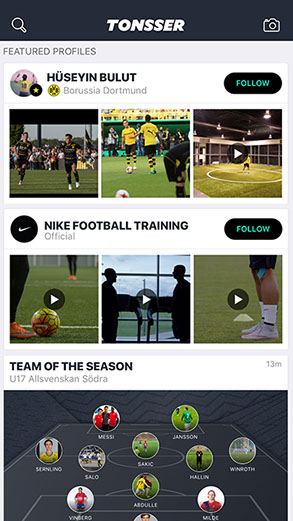 TONSSER
FEATURED PROFILES
HÜSEYIN BULUT
Borussia Dortmund
FOLLOW
NIKE FOOTBALL TRAINING
Official
FOLLOW
TEAM OF THE SEASON
13m
U17 Allsvenskan Södra
MESSI
JANSSON
SERNLING
SALO
SAKIC
HALLIN
WINROTH
VINBERG
ABDULLE
MILDE